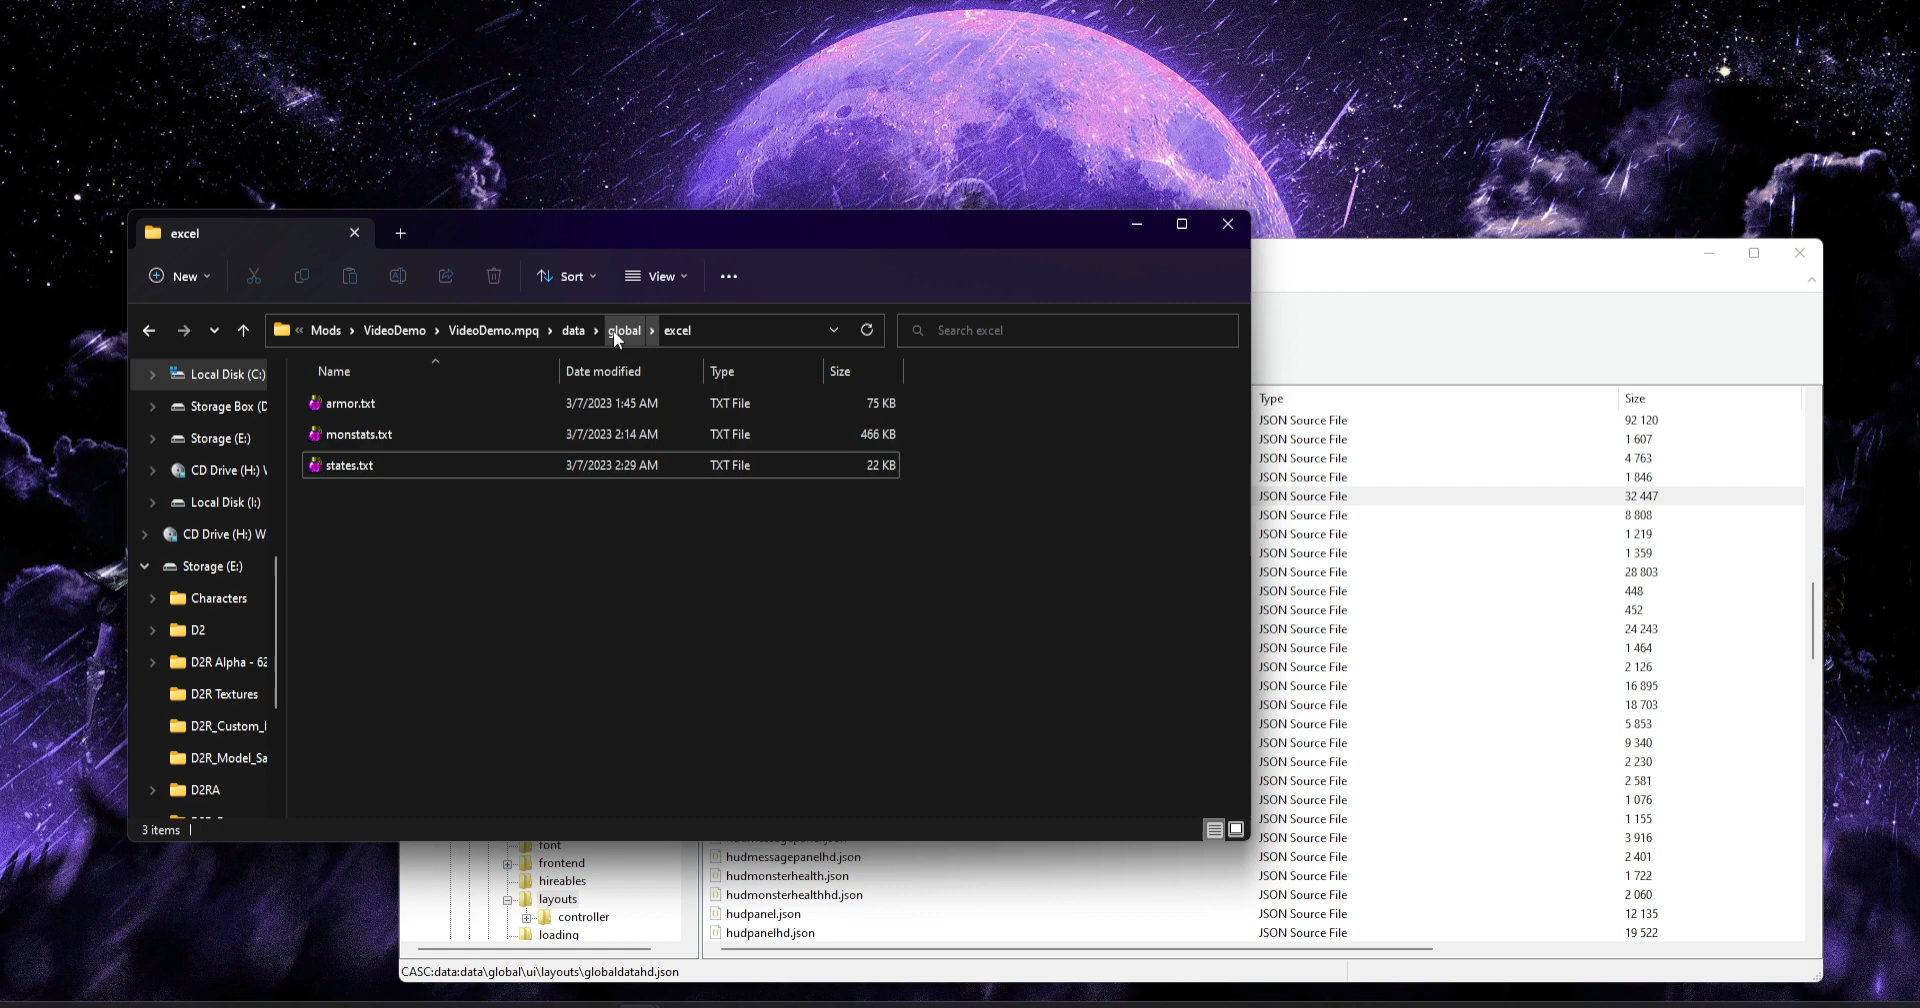 excel
New
Sort
View
« Mods › VideoDemo › VideoDemo.mpq › data › global › excel
Search excel
Local Disk (C:)
Storage Box (D
Storage (E:)
CD Drive (H:) \
Local Disk (I:)
CD Drive (H:) W
Storage (E:)
Characters
D2
D2R Alpha - 62
D2R Textures
D2R_Custom_I
D2R_Model_Sa
D2RA
Name Date modified Type Size
armor.txt 3/7/2023 1:45 AM TXT File 75 KB
monstats.txt 3/7/2023 2:14 AM TXT File 466 KB
states.txt 3/7/2023 2:29 AM TXT File 22 KB
3 items
Type Size
JSON Source File 92 120
JSON Source File 1 607
JSON Source File 4 763
JSON Source File 1 846
JSON Source File 32 447
JSON Source File 8 808
JSON Source File 1 219
JSON Source File 1 359
JSON Source File 28 803
JSON Source File 448
JSON Source File 452
JSON Source File 24 243
JSON Source File 1 464
JSON Source File 2 126
JSON Source File 16 895
JSON Source File 18 703
JSON Source File 5 853
JSON Source File 9 340
JSON Source File 2 230
JSON Source File 2 581
JSON Source File 1 076
JSON Source File 1 155
JSON Source File 3 916
hudmessagepanelhd.json JSON Source File 2 401
hudmonsterhealth.json JSON Source File 1 722
hudmonsterhealthhd.json JSON Source File 2 060
hudpanel.json JSON Source File 12 135
hudpanelhd.json JSON Source File 19 522
font
frontend
hireables
layouts
controller
loading
CASC:data:data\global\ui\layouts\globaldatahd.json